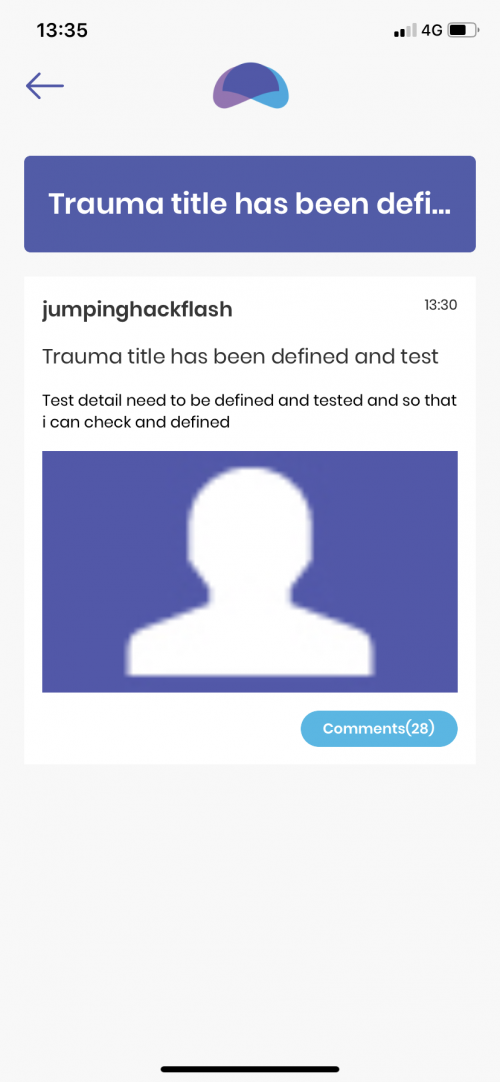 13:35
4G
Trauma title has been defi...
jumpinghackflash
13:30
Trauma title has been defined and test
Test detail need to be defined and tested and so that
i can check and defined
Comments(28)